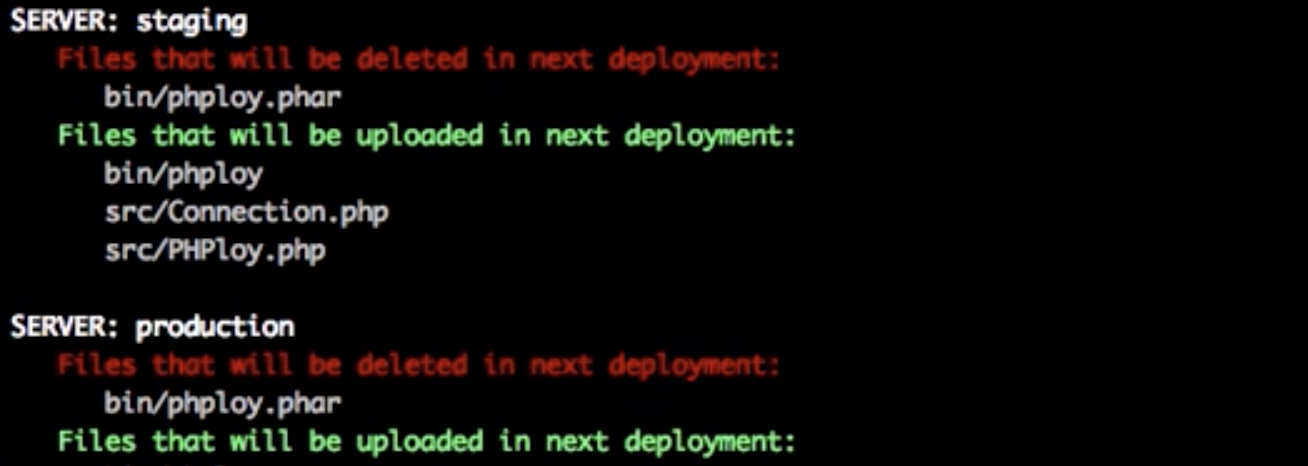 SERVER: staging
Files that will be deleted in next deployment:
bin/phploy.phar
Files that will be uploaded in next deployment:
bin/phploy
src/Connection.php
src/PHPloy.php
SERVER: production
Files that will be deleted in next deployment:
bin/phploy.phar
Files that will be uploaded in next deployment: